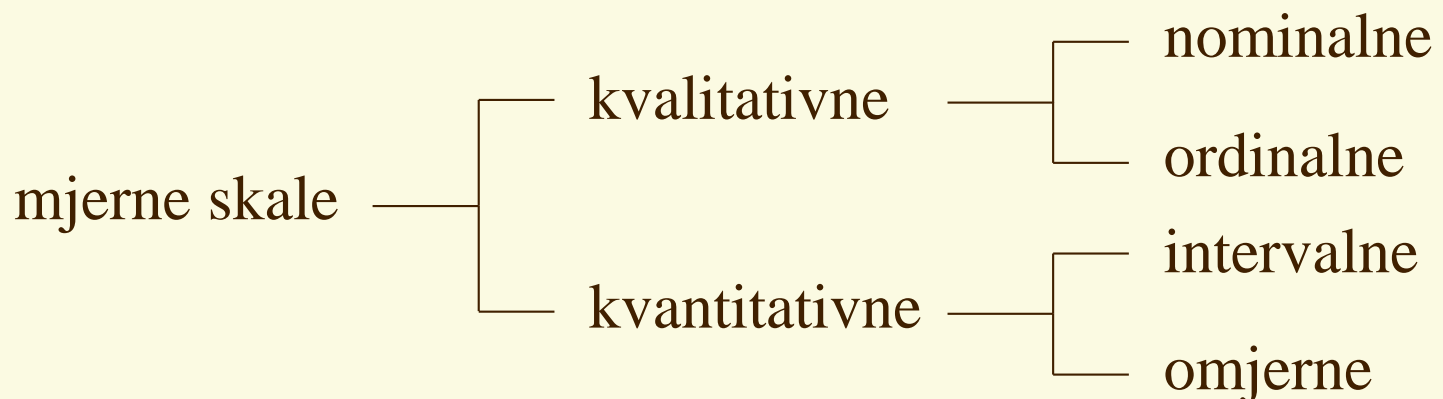 mjerne skale
kvalitativne
nominalne
ordinalne
kvantitativne
intervalne
omjerne